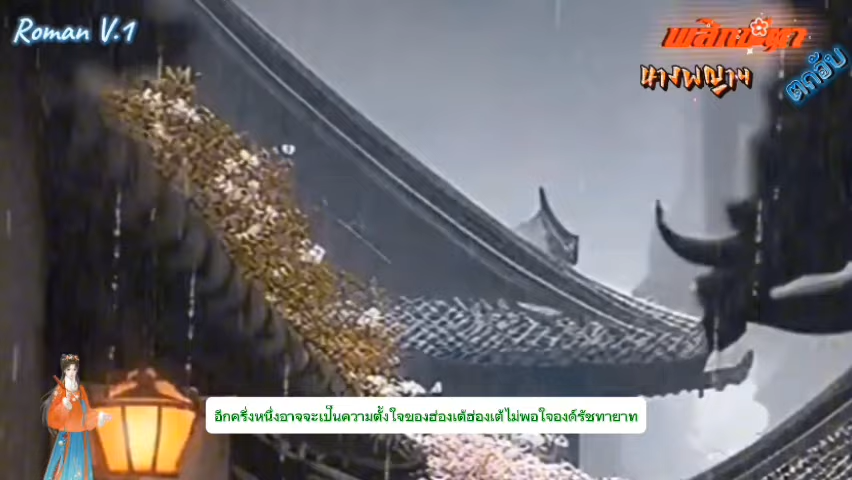 Roman V.1
พลิกชะตา
นางพญาฯ
ตกอับ
อีกครึ่งหนึ่งอาจจะเป็นความตั้งใจของฮ่องเต้ฮ่องเต้ไม่พอใจองค์รัชทายาท